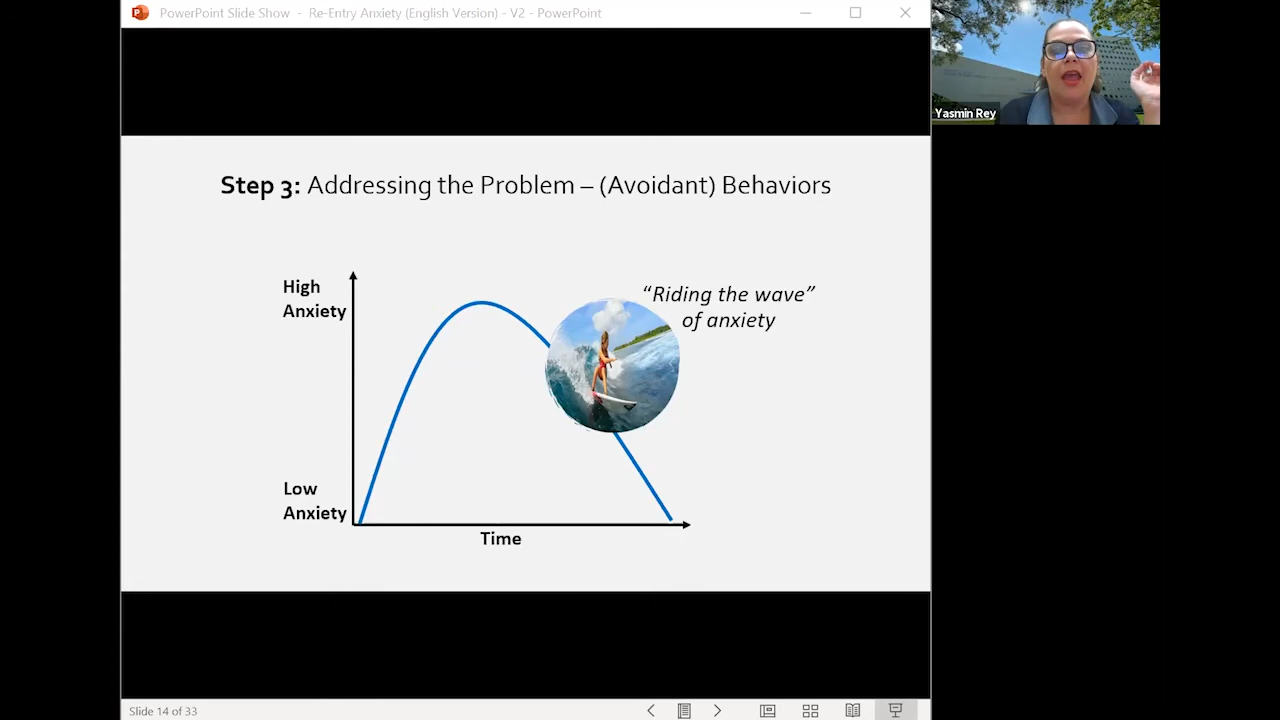 PowerPoint Slide Show - Re-Entry Anxiety (English Version) - V2 - PowerPoint
Yasmin Rey
Step 3: Addressing the Problem – (Avoidant) Behaviors
High
Anxiety
“Riding the wave”
of anxiety
Low
Anxiety
Time
Slide 14 of 33